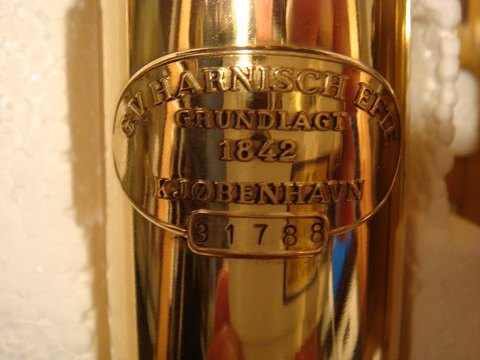 G.V. HARNISCH EFTF
GRUNDLAGT
1842
KJØBENHAVN
31788